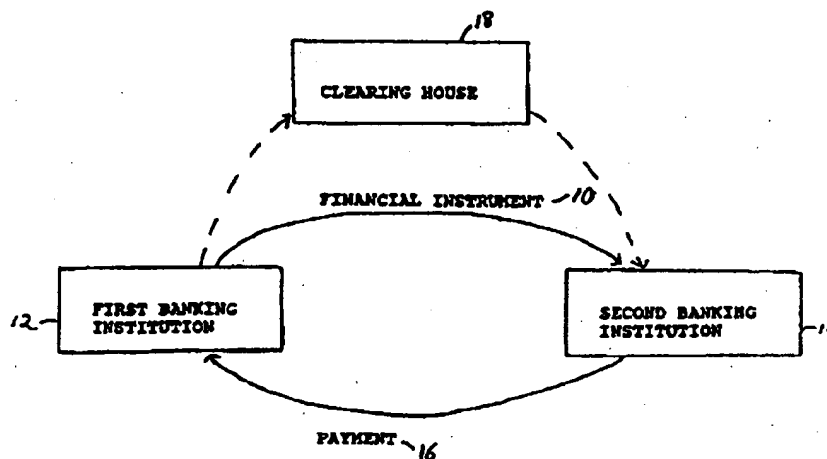 18
CLEARING HOUSE
FINANCIAL INSTRUMENT 10
12 FIRST BANKING
INSTITUTION
SECOND BANKING
INSTITUTION
PAYMENT 16